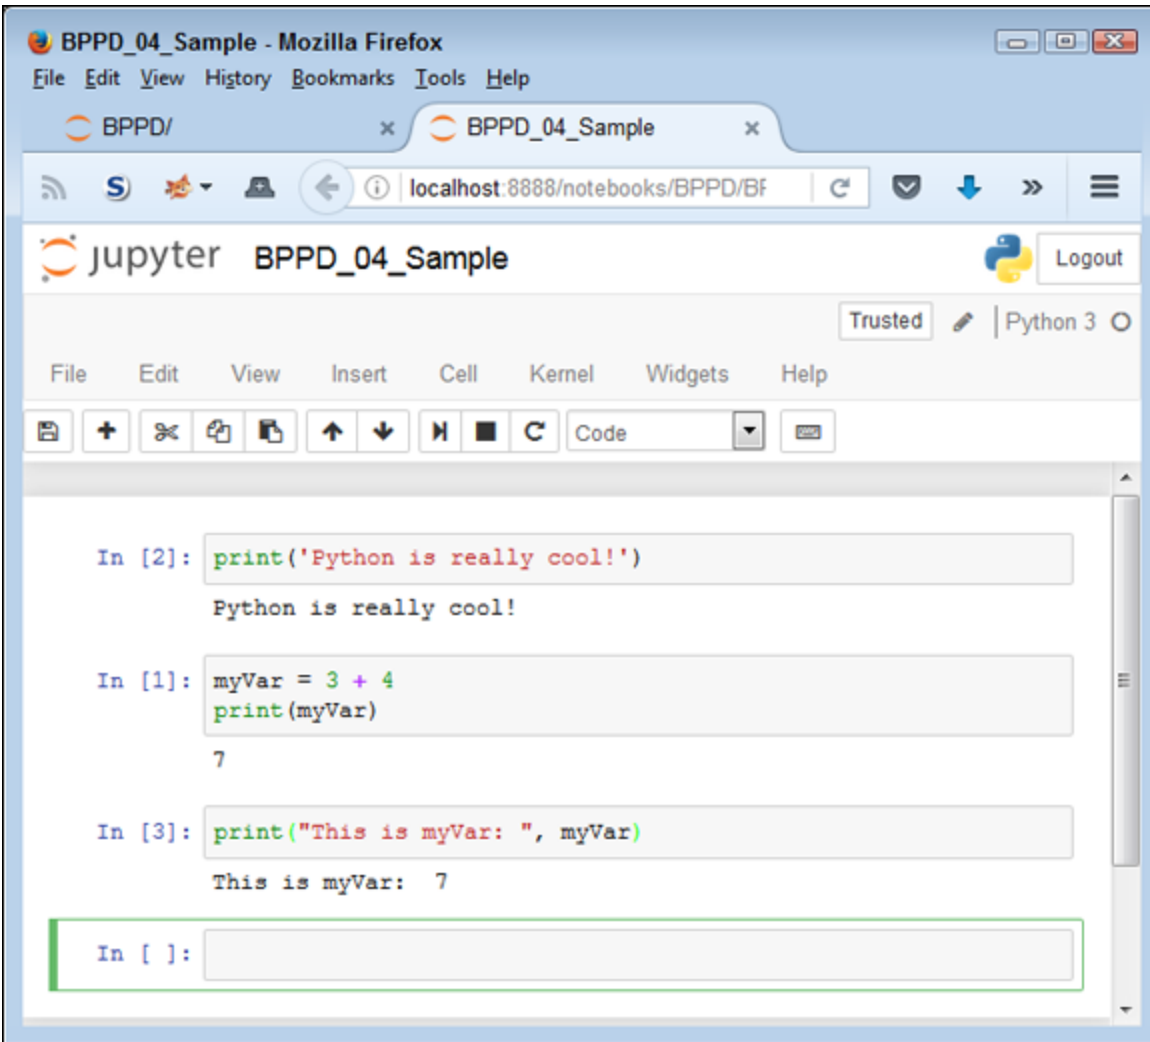 BPPD_04_Sample - Mozilla Firefox
File Edit View History Bookmarks Tools Help
BPPD/ BPPD_04_Sample
S localhost:8888/notebooks/BPPD/BF
jupyter BPPD_04_Sample Logout
Trusted Python 3
File Edit View Insert Cell Kernel Widgets Help
Code
In [2]: print('Python is really cool!')
Python is really cool!
In [1]: myVar = 3 + 4
print(myVar)
7
In [3]: print("This is myVar: ", myVar)
This is myVar:  7
In [ ]: